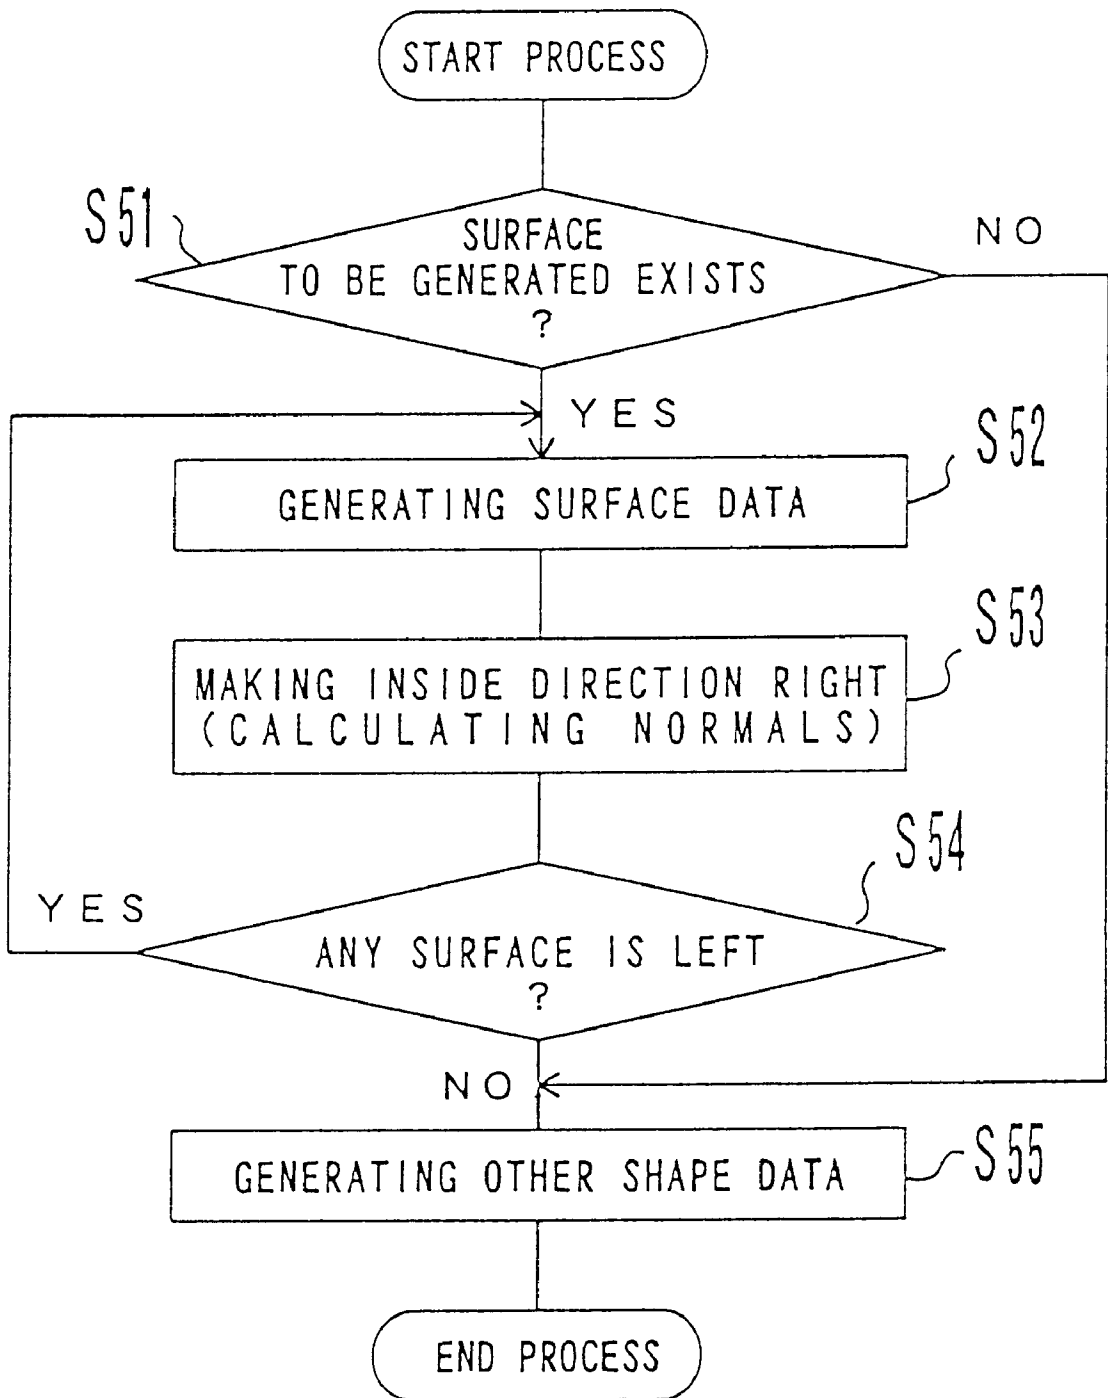 START PROCESS
S51
SURFACE
TO BE GENERATED EXISTS
?
NO
YES
S52
GENERATING SURFACE DATA
S53
MAKING INSIDE DIRECTION RIGHT
(CALCULATING NORMALS)
S54
YES
ANY SURFACE IS LEFT
?
NO
S55
GENERATING OTHER SHAPE DATA
END PROCESS